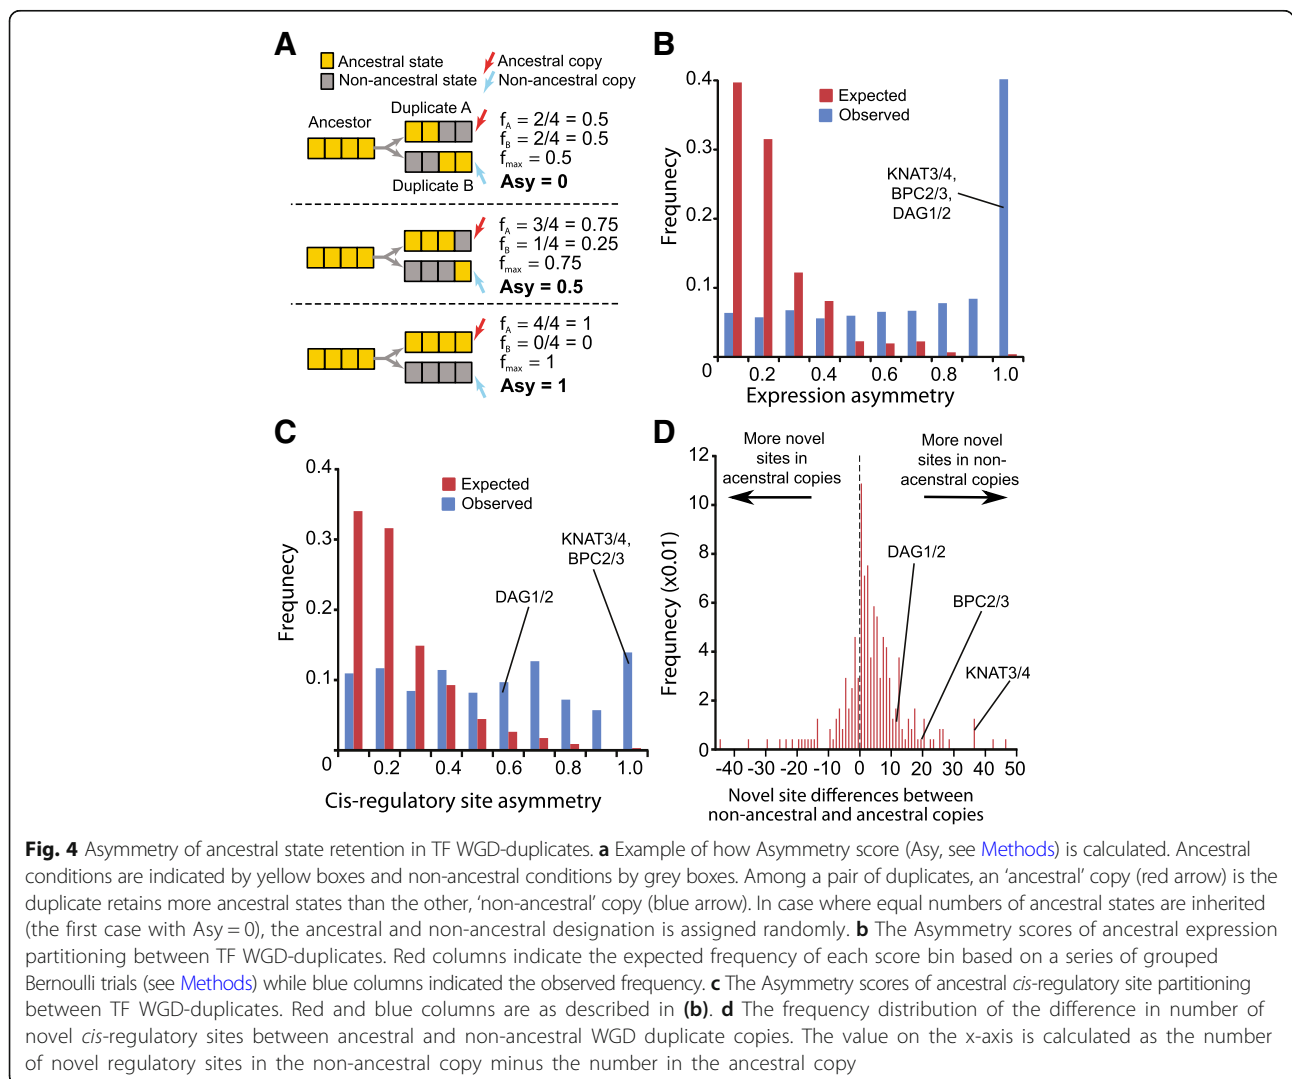 A
Ancestral state
Ancestral copy
Non-ancestral state
Non-ancestral copy
Duplicate A
Ancestor
Duplicate B
f_A = 2/4 = 0.5
f_B = 2/4 = 0.5
f_max = 0.5
Asy = 0
f_A = 3/4 = 0.75
f_B = 1/4 = 0.25
f_max = 0.75
Asy = 0.5
f_A = 4/4 = 1
f_B = 0/4 = 0
f_max = 1
Asy = 1
B
Expected
Observed
KNAT3/4,
BPC2/3,
DAG1/2
Frequnecy
0.4
0.3
0.2
0.1
0 0.2 0.4 0.6 0.8 1.0
Expression asymmetry
C
Expected
Observed
KNAT3/4,
BPC2/3
DAG1/2
Frequnecy
0.4
0.3
0.2
0.1
0 0.2 0.4 0.6 0.8 1.0
Cis-regulatory site asymmetry
D
More novel
sites in
acenstral copies
More novel
sites in non-
acenstral copies
DAG1/2
BPC2/3
KNAT3/4
Frequnecy (x0.01)
12
10
8
6
4
2
0
-40 -30 -20 -10 0 10 20 30 40 50
Novel site differences between
non-ancestral and ancestral copies
Fig. 4 Asymmetry of ancestral state retention in TF WGD-duplicates. a Example of how Asymmetry score (Asy, see Methods) is calculated. Ancestral
conditions are indicated by yellow boxes and non-ancestral conditions by grey boxes. Among a pair of duplicates, an ‘ancestral’ copy (red arrow) is the
duplicate retains more ancestral states than the other, ‘non-ancestral’ copy (blue arrow). In case where equal numbers of ancestral states are inherited
(the first case with Asy = 0), the ancestral and non-ancestral designation is assigned randomly. b The Asymmetry scores of ancestral expression
partitioning between TF WGD-duplicates. Red columns indicate the expected frequency of each score bin based on a series of grouped
Bernoulli trials (see Methods) while blue columns indicated the observed frequency. c The Asymmetry scores of ancestral cis-regulatory site partitioning
between TF WGD-duplicates. Red and blue columns are as described in (b). d The frequency distribution of the difference in number of
novel cis-regulatory sites between ancestral and non-ancestral WGD duplicate copies. The value on the x-axis is calculated as the number
of novel regulatory sites in the non-ancestral copy minus the number in the ancestral copy